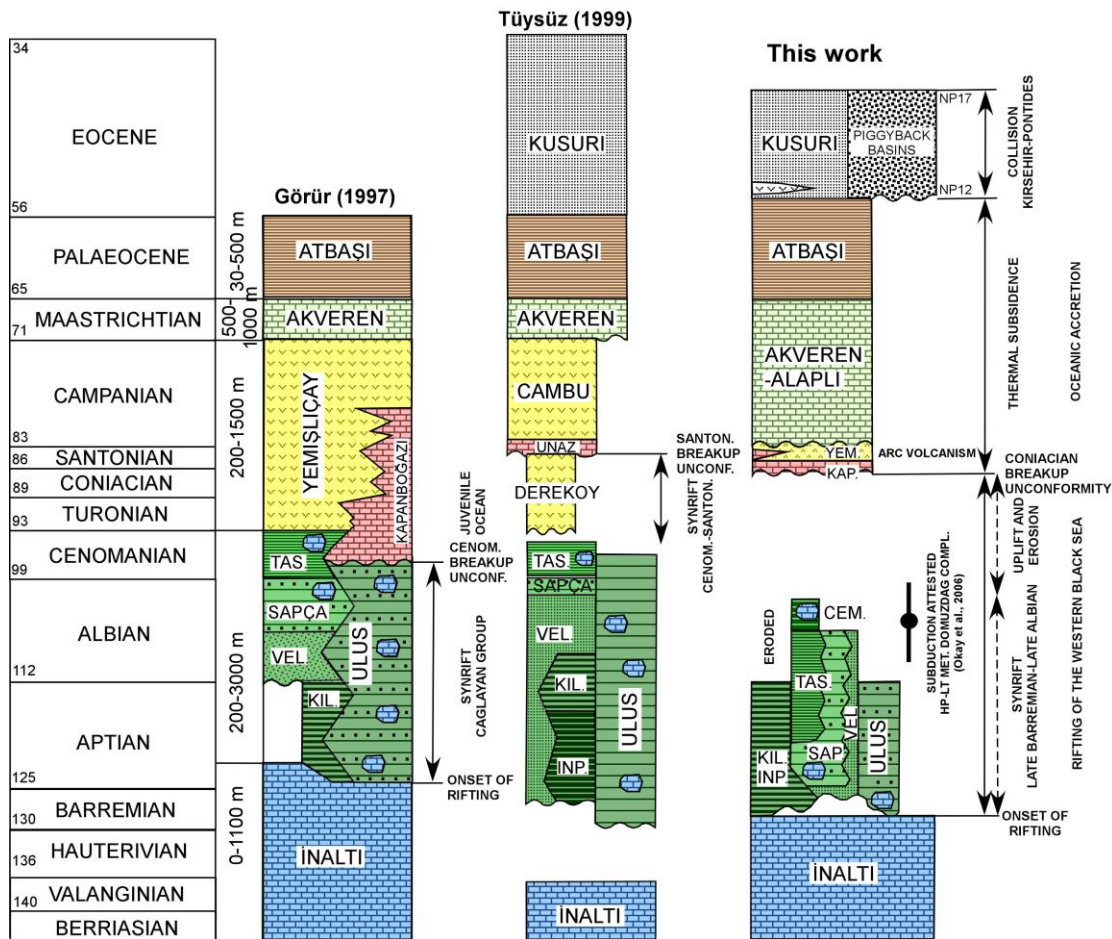 Tüysüz (1999)
This work
Görür (1997)
34
EOCENE
56
PALAEOCENE
65
MAASTRICHTIAN
71
CAMPANIAN
83
SANTONIAN
86
CONIACIAN
89
TURONIAN
93
CENOMANIAN
99
ALBIAN
112
APTIAN
125
BARREMIAN
130
HAUTERIVIAN
136
VALANGINIAN
140
BERRIASIAN
30-500 m
500-
1000 m
200-1500 m
200-3000 m
0-1100 m
ATBAŞI
AKVEREN
YEMIŞLIÇAY
KAPANBOĞAZI
TAS.
SAPÇA
VEL.
KIL.
ULUS
İNALTI
JUVENILE
OCEAN
CENOM.
BREAKUP
UNCONF.
SYNRIFT
CAGLAYAN GROUP
ONSET OF
RIFTING
KUSURI
ATBAŞI
AKVEREN
CAMBU
UNAZ
DEREKOY
TAS.
SAPÇA
VEL.
KIL.
INP.
ULUS
İNALTI
SANTON.
BREAKUP
UNCONF.
SYNRIFT
CENOM.-SANTON.
KUSURI
PIGGYBACK
BASINS
NP17
NP12
ATBAŞI
AKVEREN
-ALAPLI
YEM.
KAP.
ARC VOLCANISM
ERODED
CEM.
TAS.
SAP
VEL
ULUS
KIL.
INP.
İNALTI
COLLISION
KIRSEHIR-PONTIDES
THERMAL SUBSIDENCE
OCEANIC ACCRETION
CONIACIAN
BREAKUP
UNCONFORMITY
UPLIFT AND
EROSION
SUBDUCTION ATTESTED
HP-LT MET. DOMUZDAG COMPL.
(Okay et al., 2006)
SYNRIFT
LATE BARREMIAN-LATE ALBIAN
RIFTING OF THE WESTERN BLACK SEA
ONSET OF
RIFTING